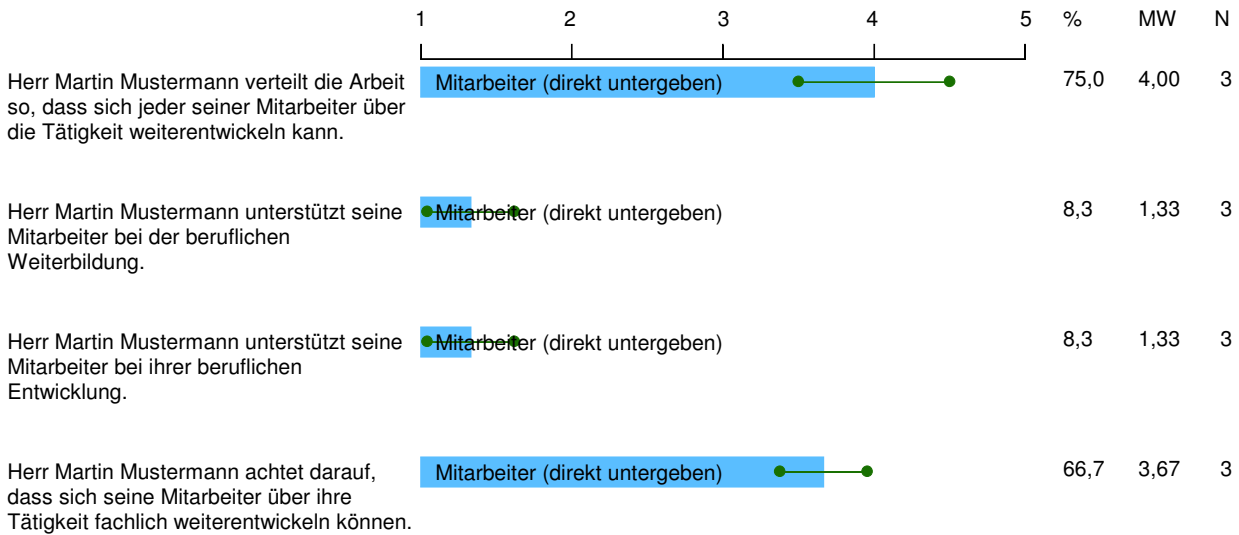 1 2 3 4 5 % MW N
Herr Martin Mustermann verteilt die Arbeit Mitarbeiter (direkt untergeben) 75,0 4,00 3
so, dass sich jeder seiner Mitarbeiter über
die Tätigkeit weiterentwickeln kann.
Herr Martin Mustermann unterstützt seine Mitarbeiter (direkt untergeben) 8,3 1,33 3
Mitarbeiter bei der beruflichen
Weiterbildung.
Herr Martin Mustermann unterstützt seine Mitarbeiter (direkt untergeben) 8,3 1,33 3
Mitarbeiter bei ihrer beruflichen
Entwicklung.
Herr Martin Mustermann achtet darauf, Mitarbeiter (direkt untergeben) 66,7 3,67 3
dass sich seine Mitarbeiter über ihre
Tätigkeit fachlich weiterentwickeln können.